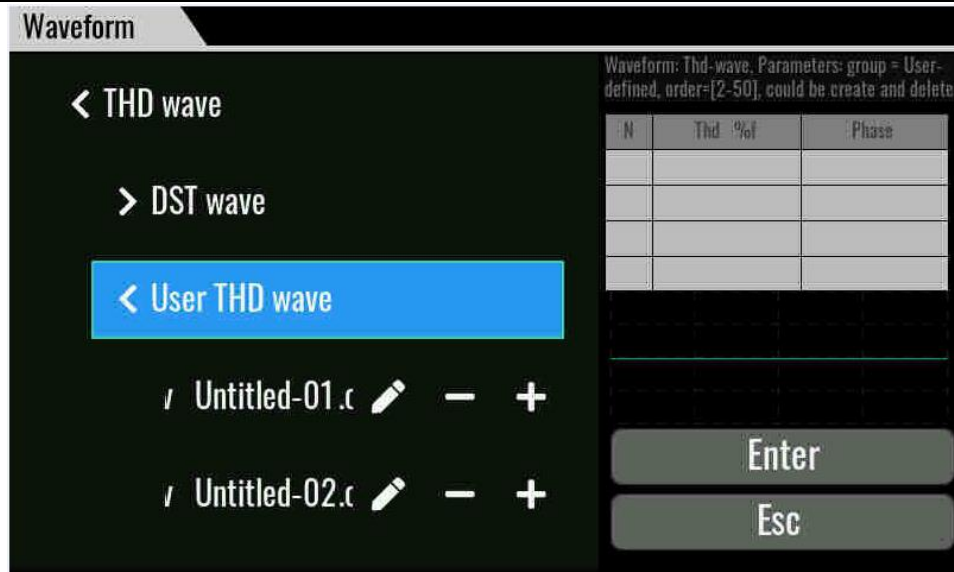 Waveform
THD wave
DST wave
User THD wave
Untitled-01.c
Untitled-02.c
Waveform: Thd-wave, Parameters: group = User-
defined, order=[2-50], could be create and delete
N Thd %f Phase
Enter
Esc